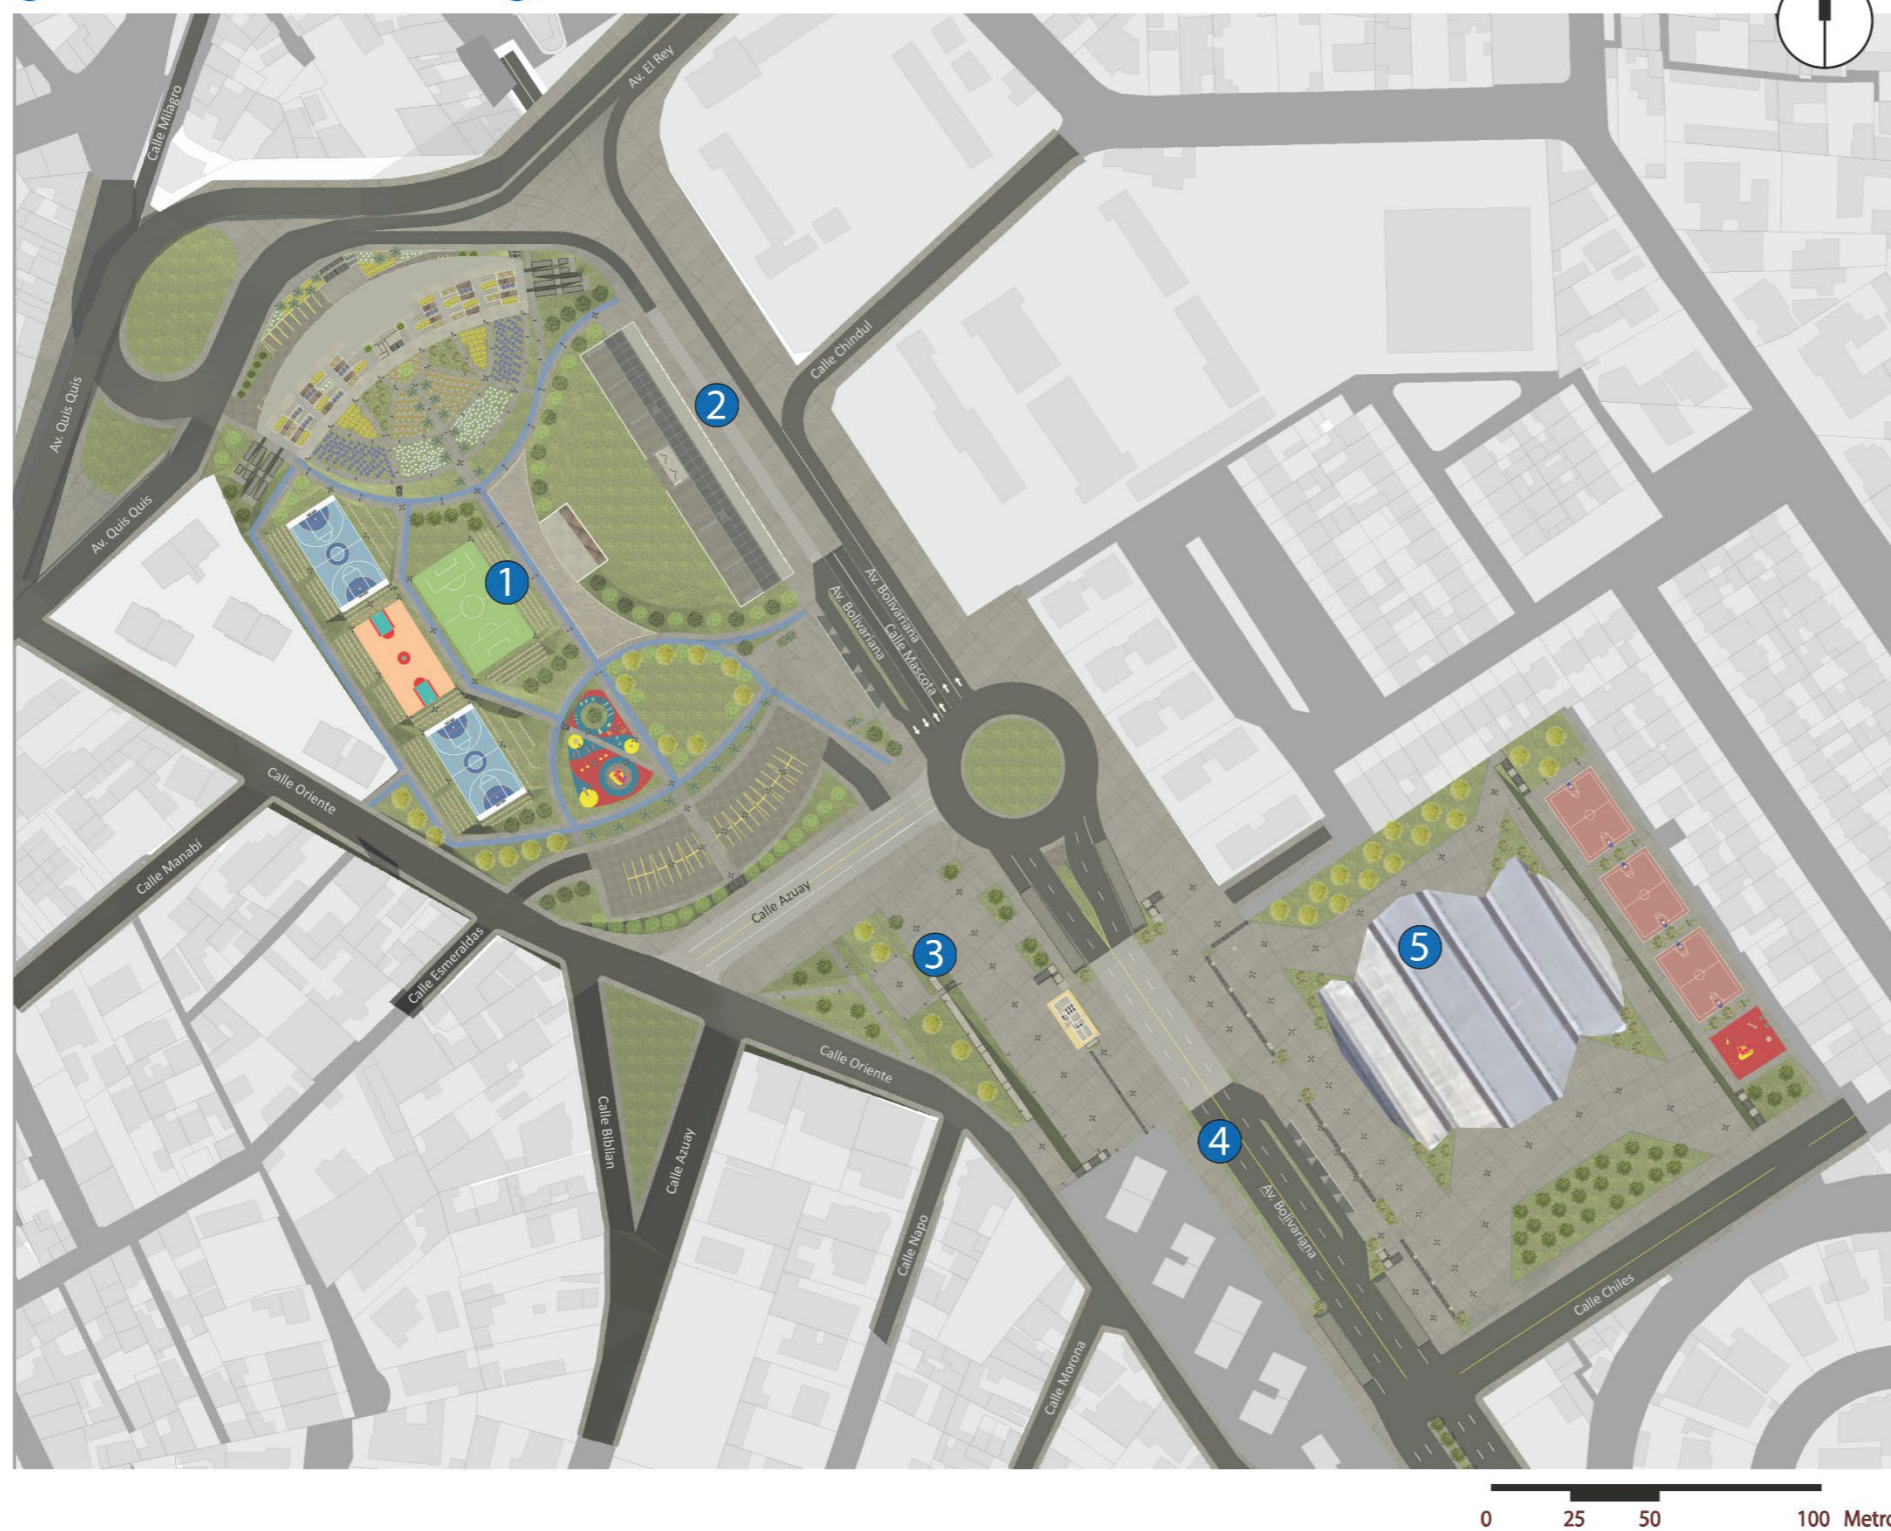 Av. El Rey
Calle Milagro
Calle Chindul
Av. Quis Quis
2
Av. Quis Quis
1
Av. Bolivariana
Av. Bolivariana
Calle Mascota
Calle Oriente
Calle Manabí
Calle Azuay
Calle Esmeraldas
3
5
Calle Oriente
4
Calle Biblian
Calle Azuay
Av. Bolivariana
Calle Napo
Calle Chiles
Calle Morona
0 25 50 100 Metro